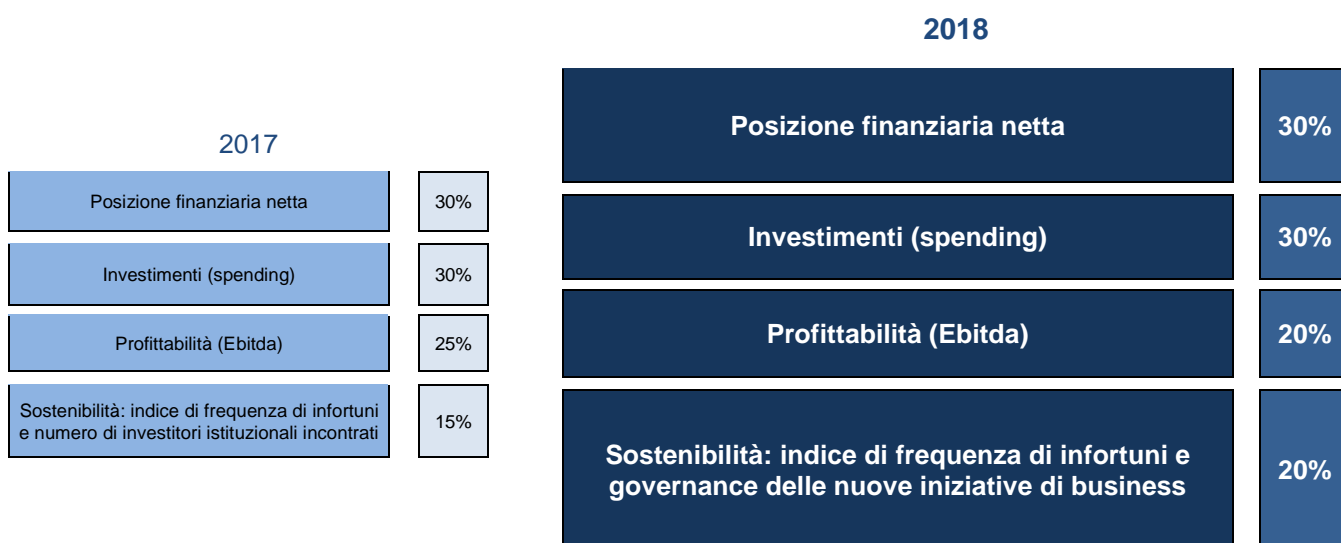 2017
Posizione finanziaria netta
30%
Investimenti (spending)
30%
Profittabilità (Ebitda)
25%
Sostenibilità: indice di frequenza di infortuni
e numero di investitori istituzionali incontrati
15%
2018
Posizione finanziaria netta
30%
Investimenti (spending)
30%
Profittabilità (Ebitda)
20%
Sostenibilità: indice di frequenza di infortuni e
governance delle nuove iniziative di business
20%